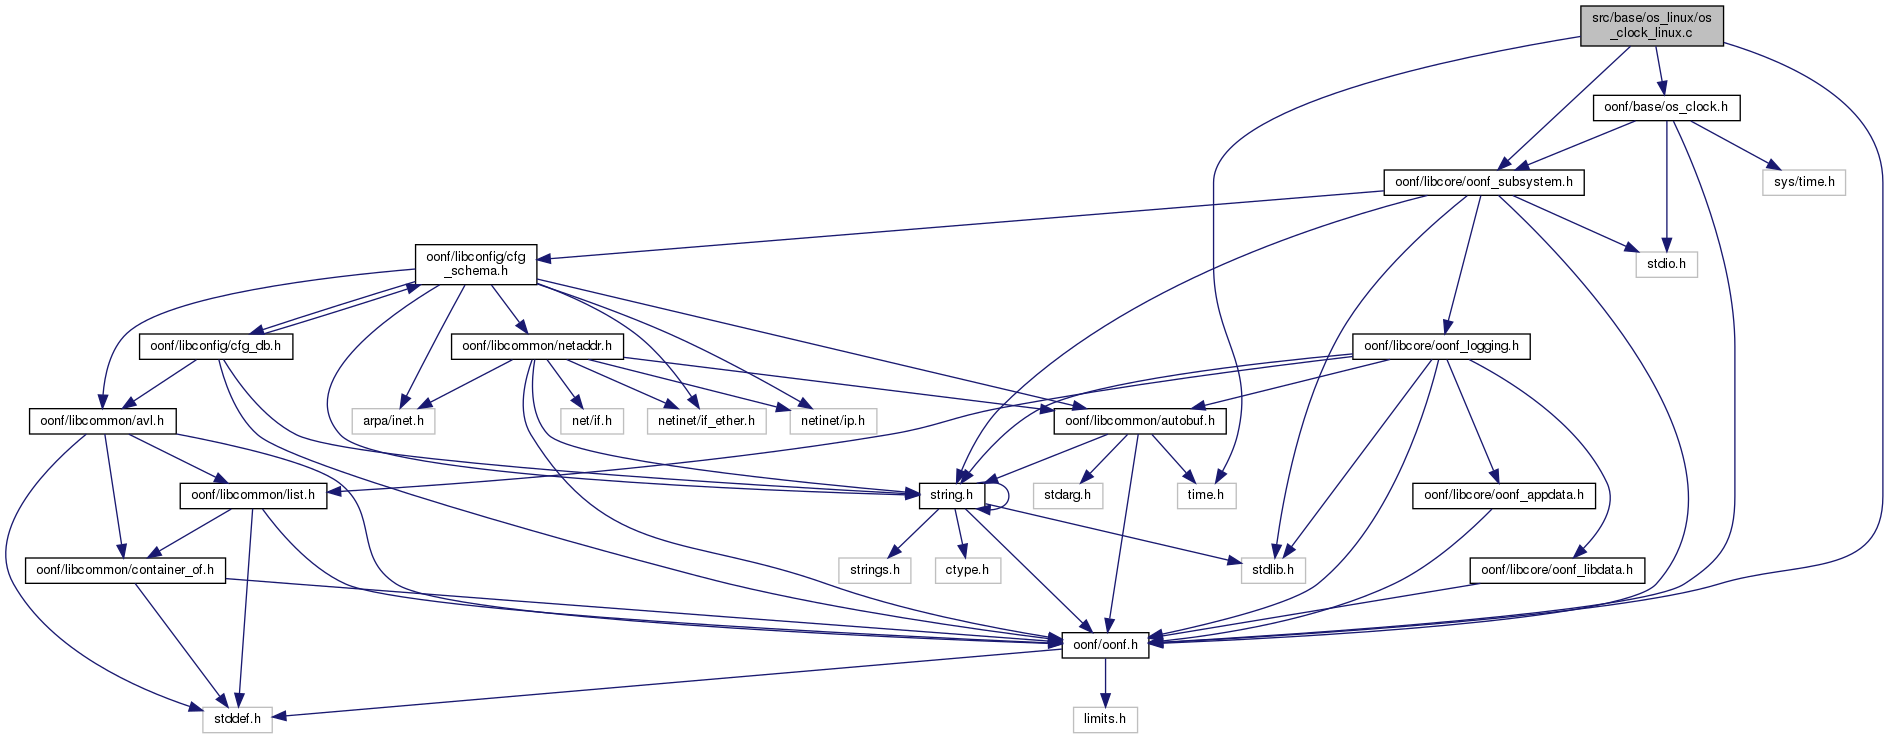 src/base/os_linux/os
_clock_linux.c
oonf/base/os_clock.h
oonf/libcore/oonf_subsystem.h
sys/time.h
oonf/libconfig/cfg
_schema.h
stdio.h
oonf/libconfig/cfg_db.h
oonf/libcommon/netaddr.h
oonf/libcore/oonf_logging.h
oonf/libcommon/avl.h
arpa/inet.h
net/if.h
netinet/if_ether.h
netinet/ip.h
oonf/libcommon/autobuf.h
oonf/libcommon/list.h
string.h
stdarg.h
time.h
oonf/libcore/oonf_appdata.h
oonf/libcommon/container_of.h
strings.h
ctype.h
stdlib.h
oonf/libcore/oonf_libdata.h
oonf/oonf.h
stddef.h
limits.h